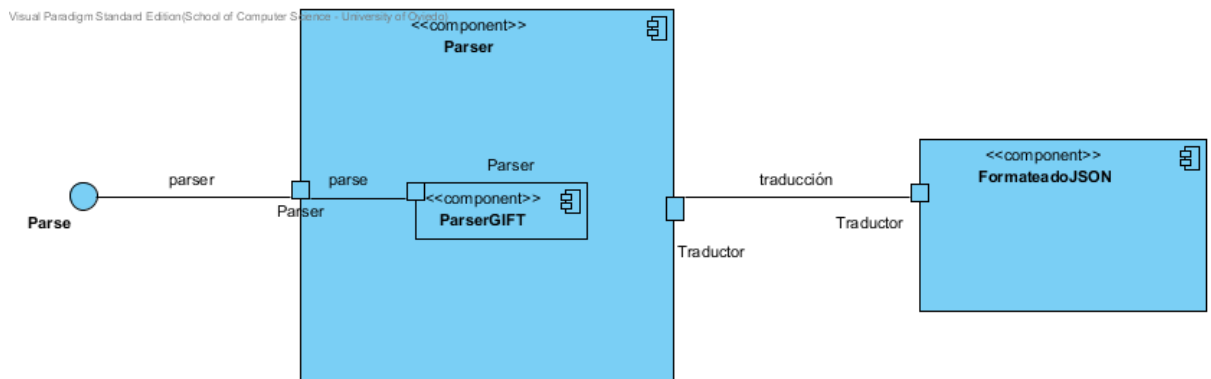 Visual Paradigm Standard Edition(School of Computer Science - University of Oviedo)
<<component>>
Parser
Parser
parser
parse
<<component>>
ParserGIFT
Parser
Parse
traducción
<<component>>
FormateadoJSON
Traductor
Traductor